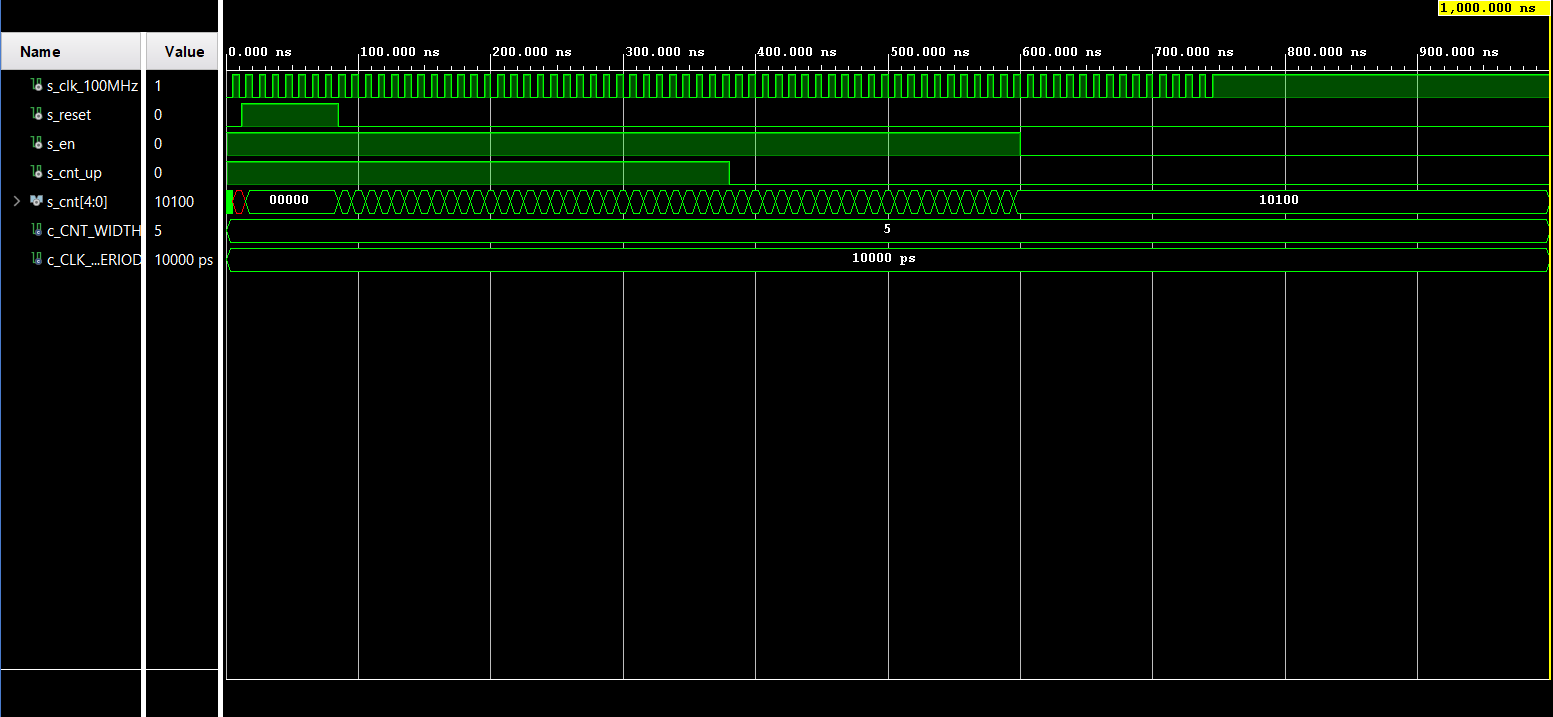 1,000.000 ns
Name Value 0.000 ns 100.000 ns 200.000 ns 300.000 ns 400.000 ns 500.000 ns 600.000 ns 700.000 ns 800.000 ns 900.000 ns
s_clk_100MHz 1
s_reset 0
s_en 0
s_cnt_up 0
s_cnt[4:0] 10100 00000 10100
c_CNT_WIDTH 5 5
c_CLK_...ERIOD 10000 ps 10000 ps